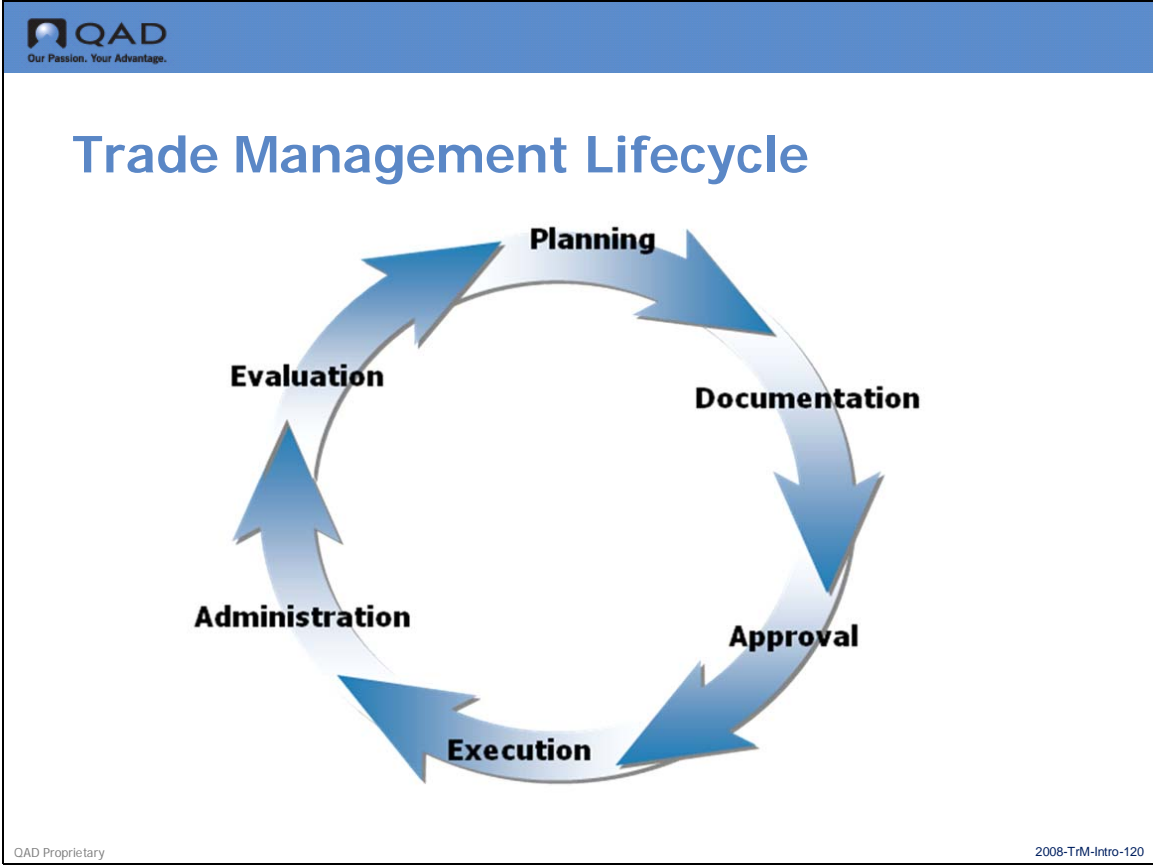 QAD
Our Passion. Your Advantage.
Trade Management Lifecycle
Planning
Evaluation
Documentation
Administration
Approval
Execution
QAD Proprietary
2008-TrM-Intro-120